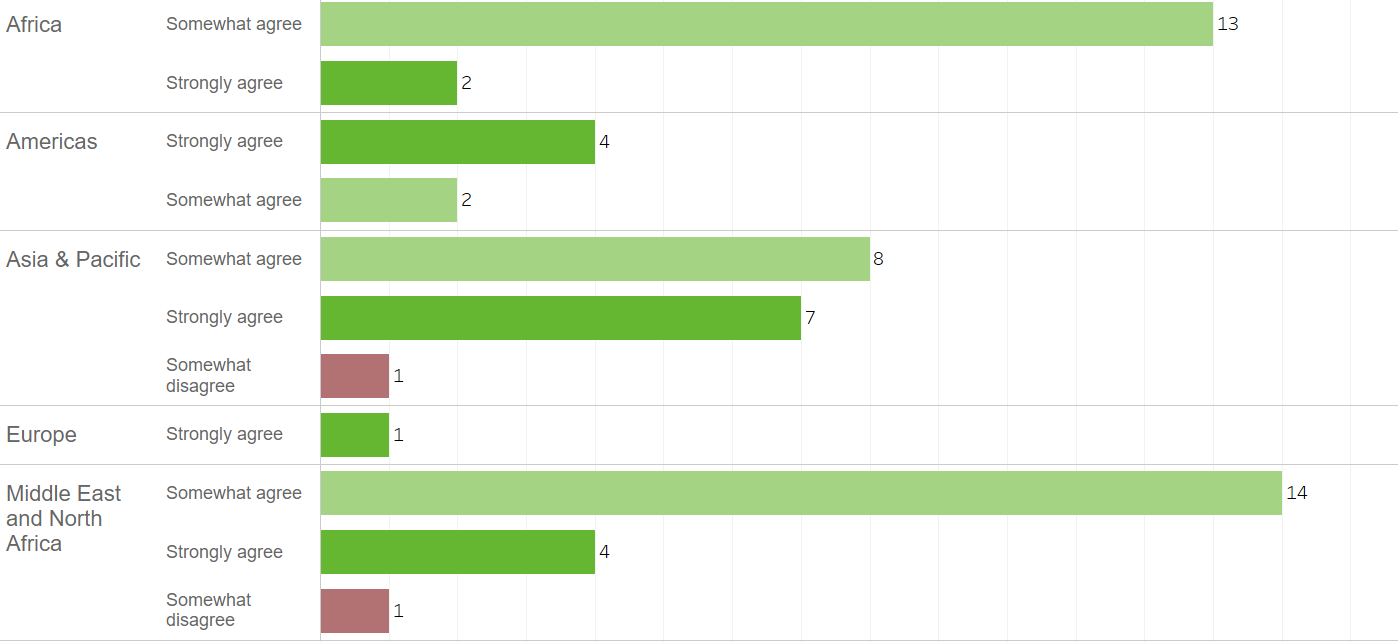 Africa
Somewhat agree
13
Strongly agree
2
Americas
Strongly agree
4
Somewhat agree
2
Asia & Pacific
Somewhat agree
8
Strongly agree
7
Somewhat
disagree
1
Europe
Strongly agree
1
Middle East
and North
Africa
Somewhat agree
14
Strongly agree
4
Somewhat
disagree
1